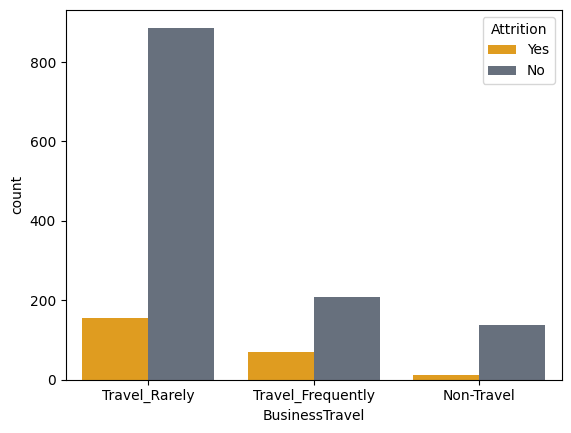 Attrition
Yes
No
800
600
400
200
0
count
Travel_Rarely
Travel_Frequently
Non-Travel
BusinessTravel